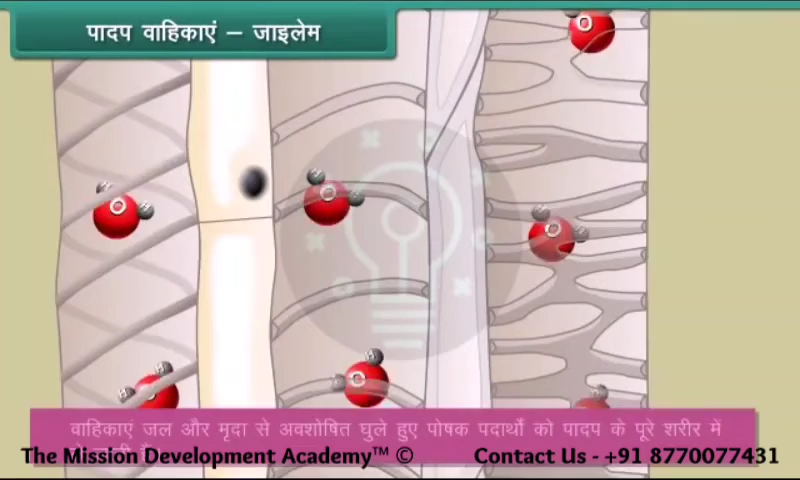 पादप वाहिकाएं – जाइलेम
वाहिकाएं जल और मृदा से अवशोषित घुले हुए पोषक पदार्थों को पादप के पूरे शरीर में
The Mission Development Academy™ © Contact Us - +91 8770077431